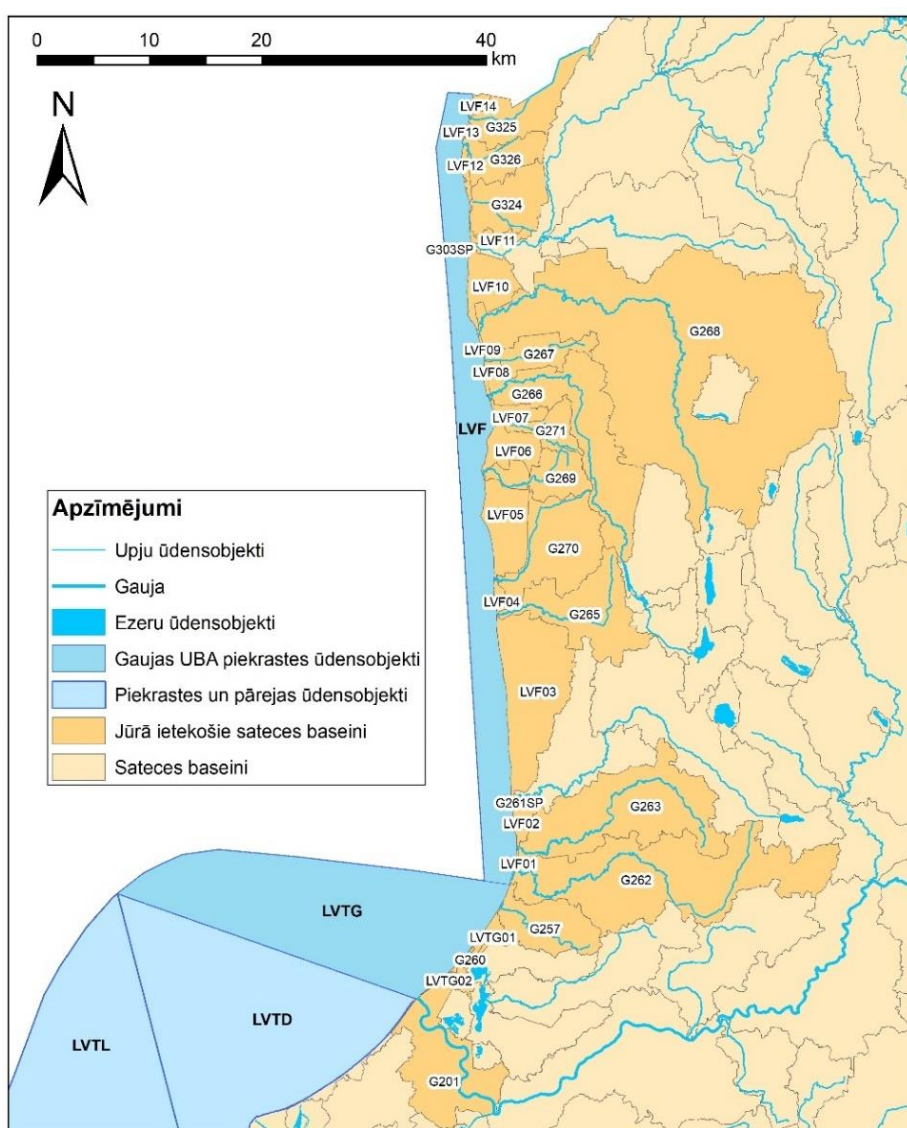 0 10 20 40
km
N
LVF14
G325
LVF13
G326
LVF12
G324
LVF11
G303SP
LVF10
G268
LVF09
G267
LVF08
G266
LVF07
LVF
G271
LVF06
G269
LVF05
G270
LVF04
G265
LVF03
Apzīmējumi
Upju ūdensobjekti
Gauja
Ezeru ūdensobjekti
Gaujas UBA piekrastes ūdensobjekti
Piekrastes un pārejas ūdensobjekti
Jūrā ietekošie sateces baseini
Sateces baseini
G261SP
G263
LVF02
LVF01
G262
LVTG
G257
LVTG01
G260
LVTG02
LVTD
LVTL
G201